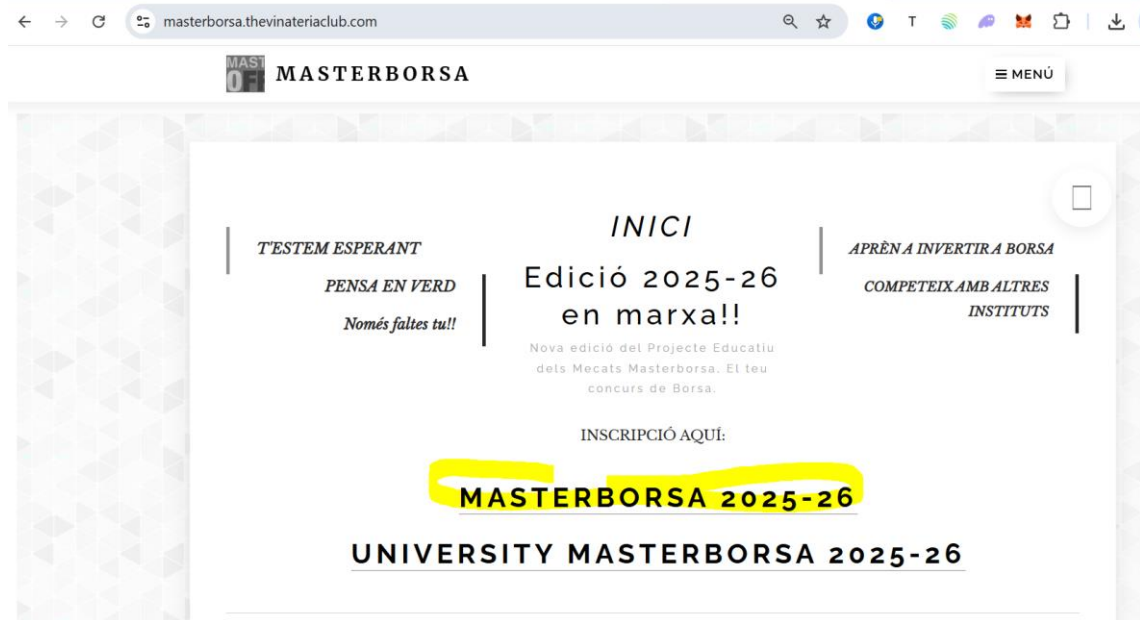 masterborsa.thevinateriaclub.com
T
MAST
OFF
MASTERBORSA
MENÚ
T'ESTEM ESPERANT
PENSA EN VERD
Només faltes tu!!
INICI
Edició 2025-26
en marxa!!
Nova edició del Projecte Educatiu
dels Mecats Masterborsa. El teu
concurs de Borsa.
APRÈN A INVERTIR A BORSA
COMPETEIX AMB ALTRES
INSTITUTS
INSCRIPCIÓ AQUÍ:
MASTERBORSA 2025-26
UNIVERSITY MASTERBORSA 2025-26